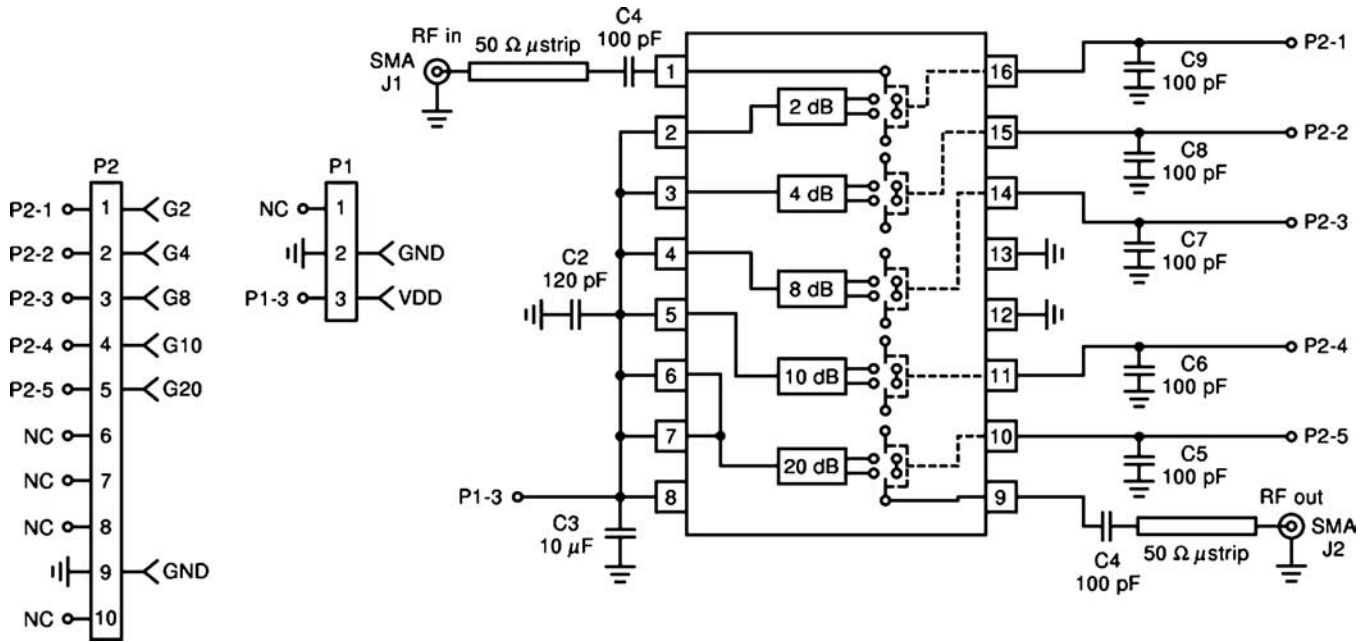 RF in
SMA
J1
50 Ω μstrip
C4
100 pF
1
2
3
4
5
6
7
8
2 dB
4 dB
8 dB
10 dB
20 dB
16
15
14
13
12
11
10
9
C9
100 pF
P2-1
C8
100 pF
P2-2
C7
100 pF
P2-3
C6
100 pF
P2-4
C5
100 pF
P2-5
C4
100 pF
50 Ω μstrip
RF out
SMA
J2
C2
120 pF
P1-3
C3
10 μF
P2
P2-1 1 G2
P2-2 2 G4
P2-3 3 G8
P2-4 4 G10
P2-5 5 G20
NC 6
NC 7
NC 8
9 GND
NC 10
P1
NC 1
2 GND
P1-3 3 VDD